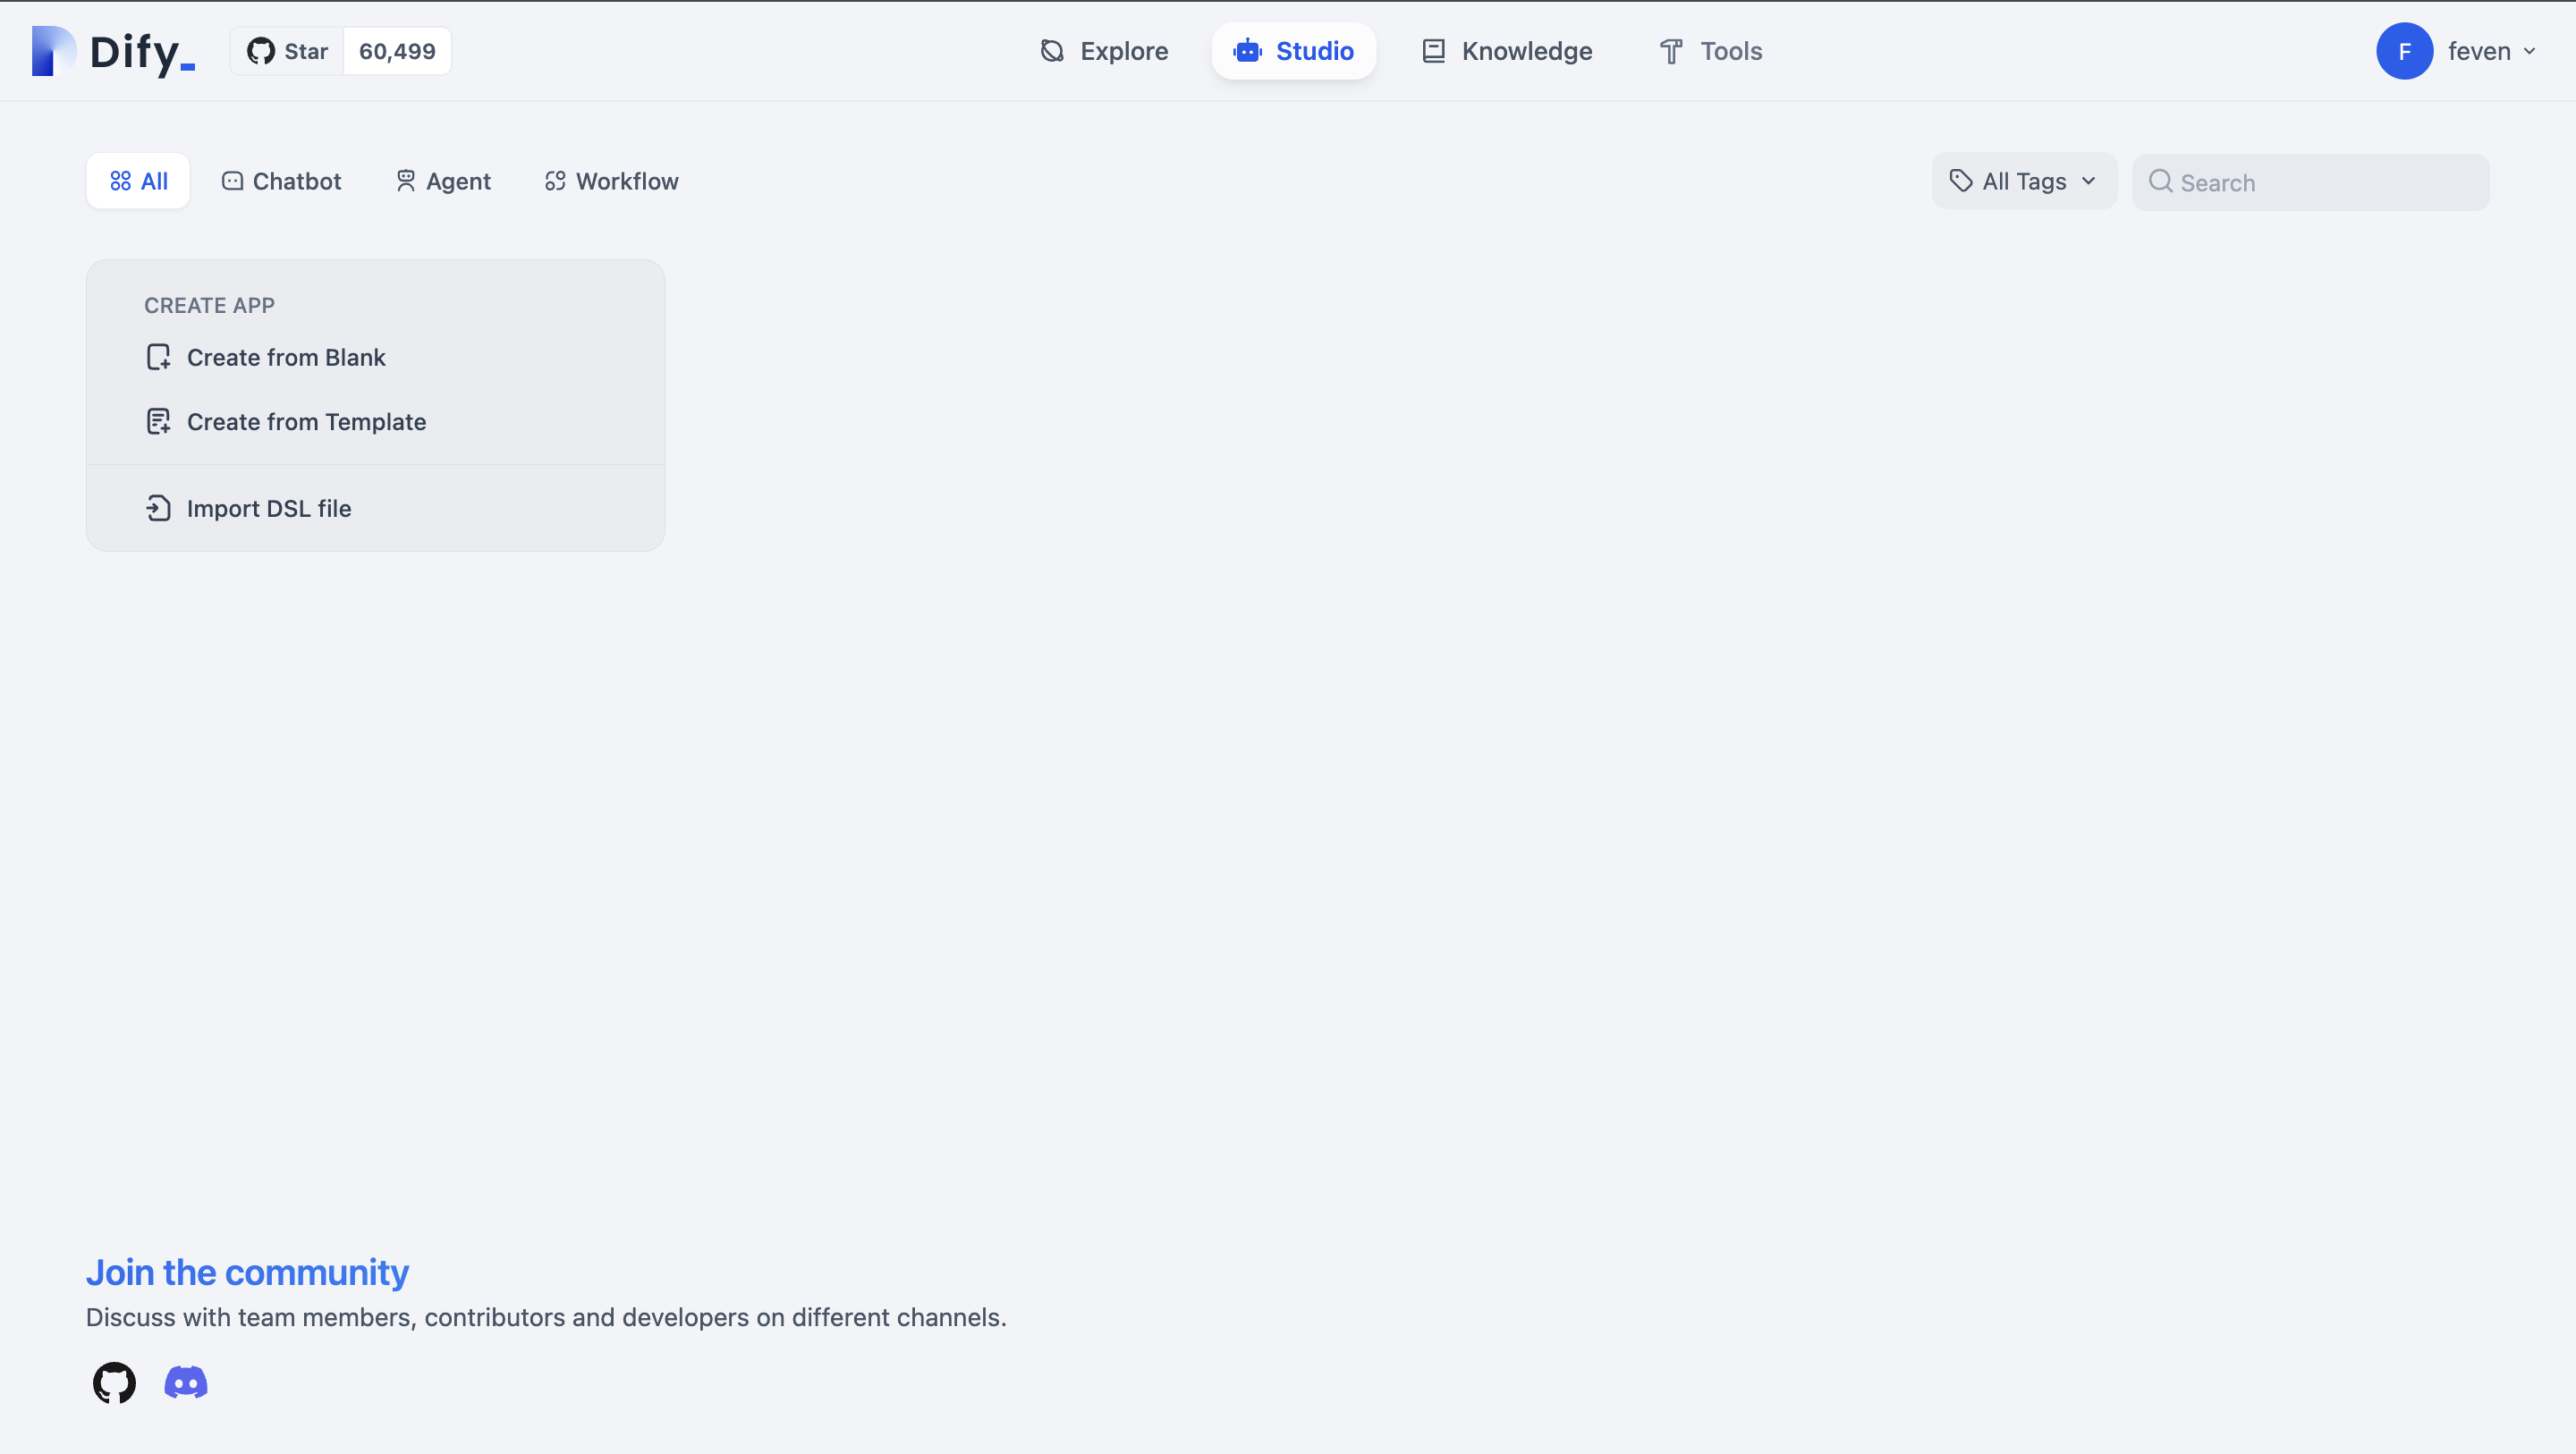 Dify_ Star 60,499 Explore Studio Knowledge Tools F feven
All Chatbot Agent Workflow All Tags Search
CREATE APP
Create from Blank
Create from Template
Import DSL file
Join the community
Discuss with team members, contributors and developers on different channels.